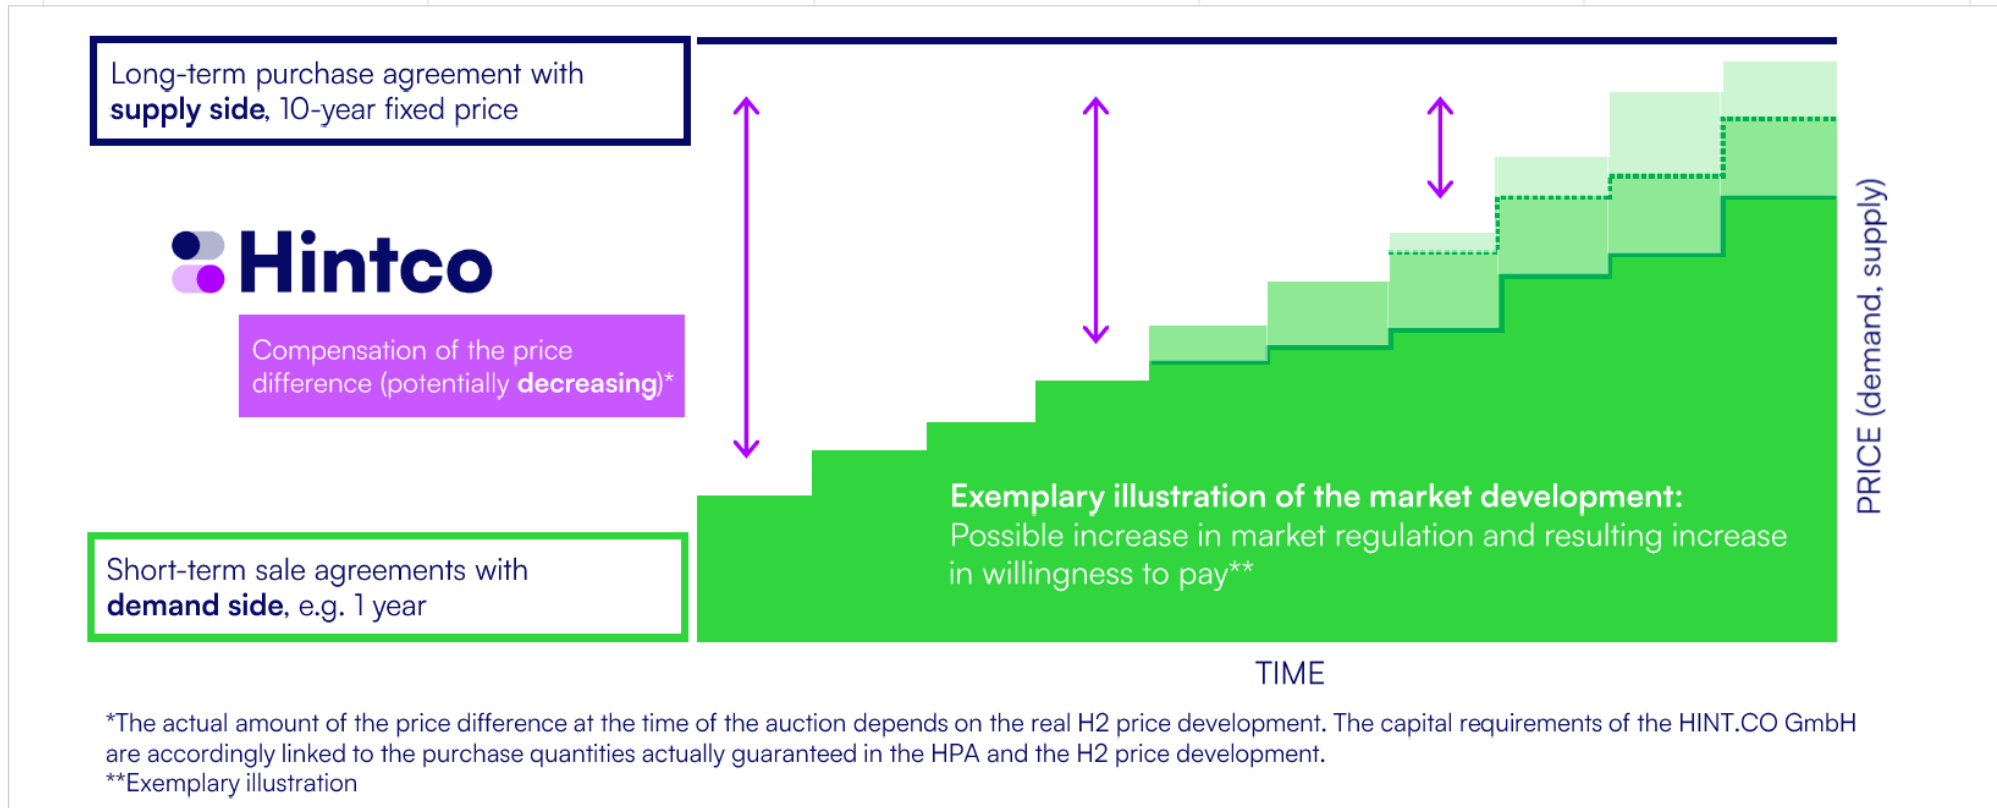 Long-term purchase agreement with
supply side, 10-year fixed price
Hintco
Compensation of the price
difference (potentially decreasing)*
Short-term sale agreements with
demand side, e.g. 1 year
Exemplary illustration of the market development:
Possible increase in market regulation and resulting increase
in willingness to pay**
PRICE (demand, supply)
TIME
*The actual amount of the price difference at the time of the auction depends on the real H2 price development. The capital requirements of the HINT.CO GmbH
are accordingly linked to the purchase quantities actually guaranteed in the HPA and the H2 price development.
**Exemplary illustration